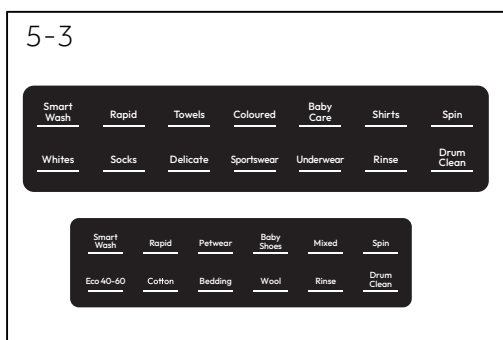 5-3
Smart Wash Rapid Towels Coloured Baby Care Shirts Spin
Whites Socks Delicate Sportswear Underwear Rinse Drum Clean
Smart Wash Rapid Petwear Baby Shoes Mixed Spin
Eco 40-60 Cotton Bedding Wool Rinse Drum Clean